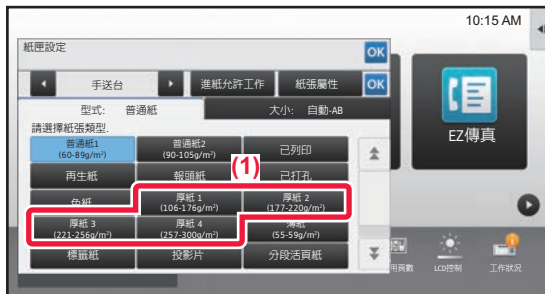 10:15 AM
紙匣設定
OK
手送台
進紙允許工作
紙張屬性
OK
型式: 普通紙
大小: 自動-AB
請選擇紙張類型.
普通紙1
(60-89g/m²)
普通紙2
(90-105g/m²)
已列印
再生紙
報頭紙
已打孔
(1)
色紙
厚紙 1
(106-176g/m²)
厚紙 2
(177-220g/m²)
厚紙 3
(221-256g/m²)
厚紙 4
(257-300g/m²)
薄紙
(55-59g/m²)
標籤紙
投影片
分段活頁紙
EZ傳真
用頁數
LCD控制
工作狀況